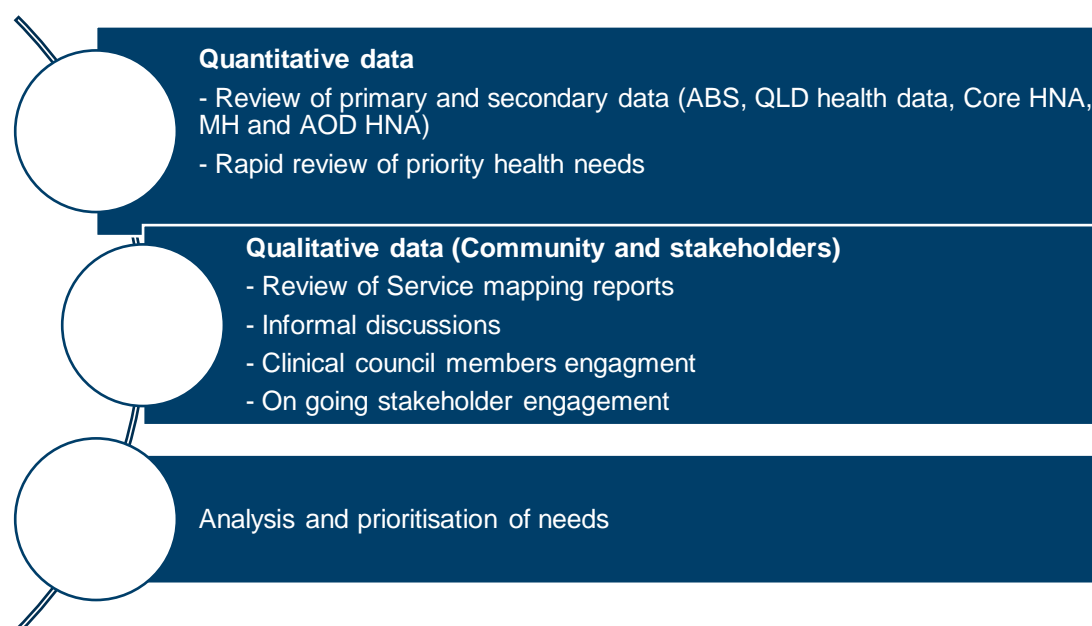 Quantitative data
- Review of primary and secondary data (ABS, QLD health data, Core HNA,
MH and AOD HNA)
- Rapid review of priority health needs
Qualitative data (Community and stakeholders)
- Review of Service mapping reports
- Informal discussions
- Clinical council members engagment
- On going stakeholder engagement
Analysis and prioritisation of needs